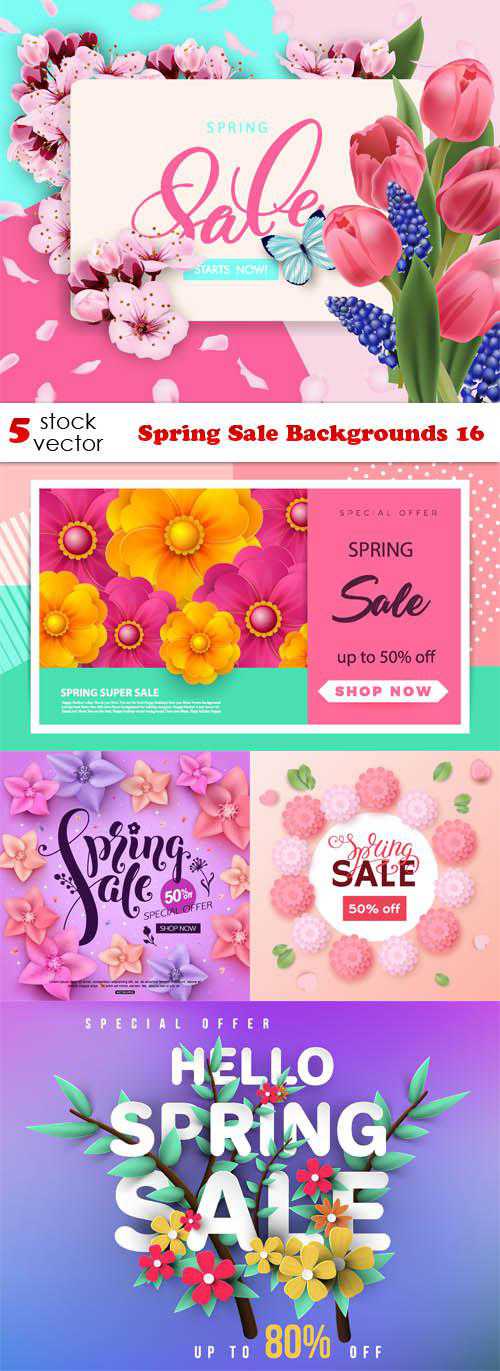 SPRING
Sale
STARTS NOW!
5 stock vector
Spring Sale Backgrounds 16
SPECIAL OFFER
SPRING
Sale
up to 50% off
SHOP NOW
SPRING SUPER SALE
Spring
Sale
50% off
SPECIAL OFFER
SHOP NOW
Spring
SALE
50% off
SPECIAL OFFER
HELLO
SPRING
SALE
UP TO 80% OFF